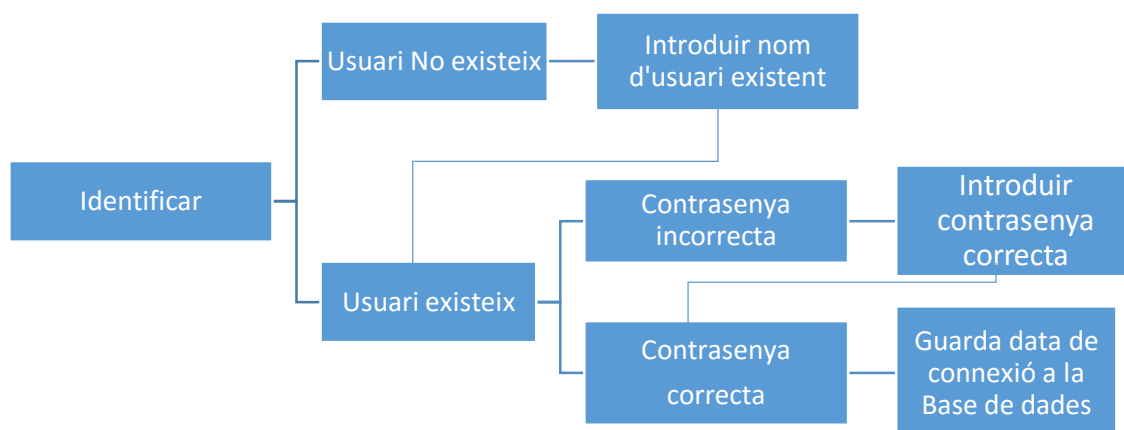 Usuari No existeix
Introduir nom
d'usuari existent
Identificar
Contrasenya
incorrecta
Introduir
contrasenya
correcta
Usuari existeix
Contrasenya
correcta
Guarda data de
connexió a la
Base de dades